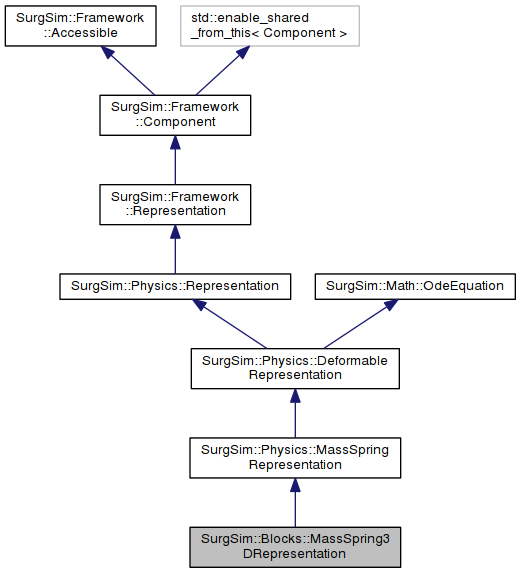 SurgSim::Framework
::Accessible
std::enable_shared
_from_this< Component >
SurgSim::Framework
::Component
SurgSim::Framework
::Representation
SurgSim::Physics::Representation
SurgSim::Math::OdeEquation
SurgSim::Physics::Deformable
Representation
SurgSim::Physics::MassSpring
Representation
SurgSim::Blocks::MassSpring3
DRepresentation